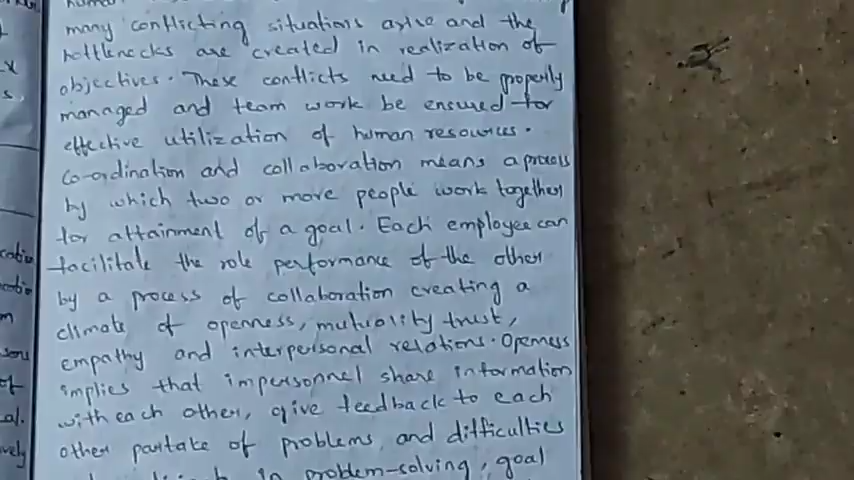 many conflicting situations arise and the
bottlenecks are created in realization of
objectives. These conflicts need to be properly
managed and team work be ensured for
effective utilization of human resources.
co-ordination and collaboration means a process
by which two or more people work together
for attainment of a goal. Each employee can
facilitate the role performance of the other
by a process of collaboration creating a
climate of openness, mutuality trust,
empathy and interpersonal relations. Openness
implies that impersonnel share information
with each other, give feedback to each
other partake of problems and difficulties
in problem-solving, goal